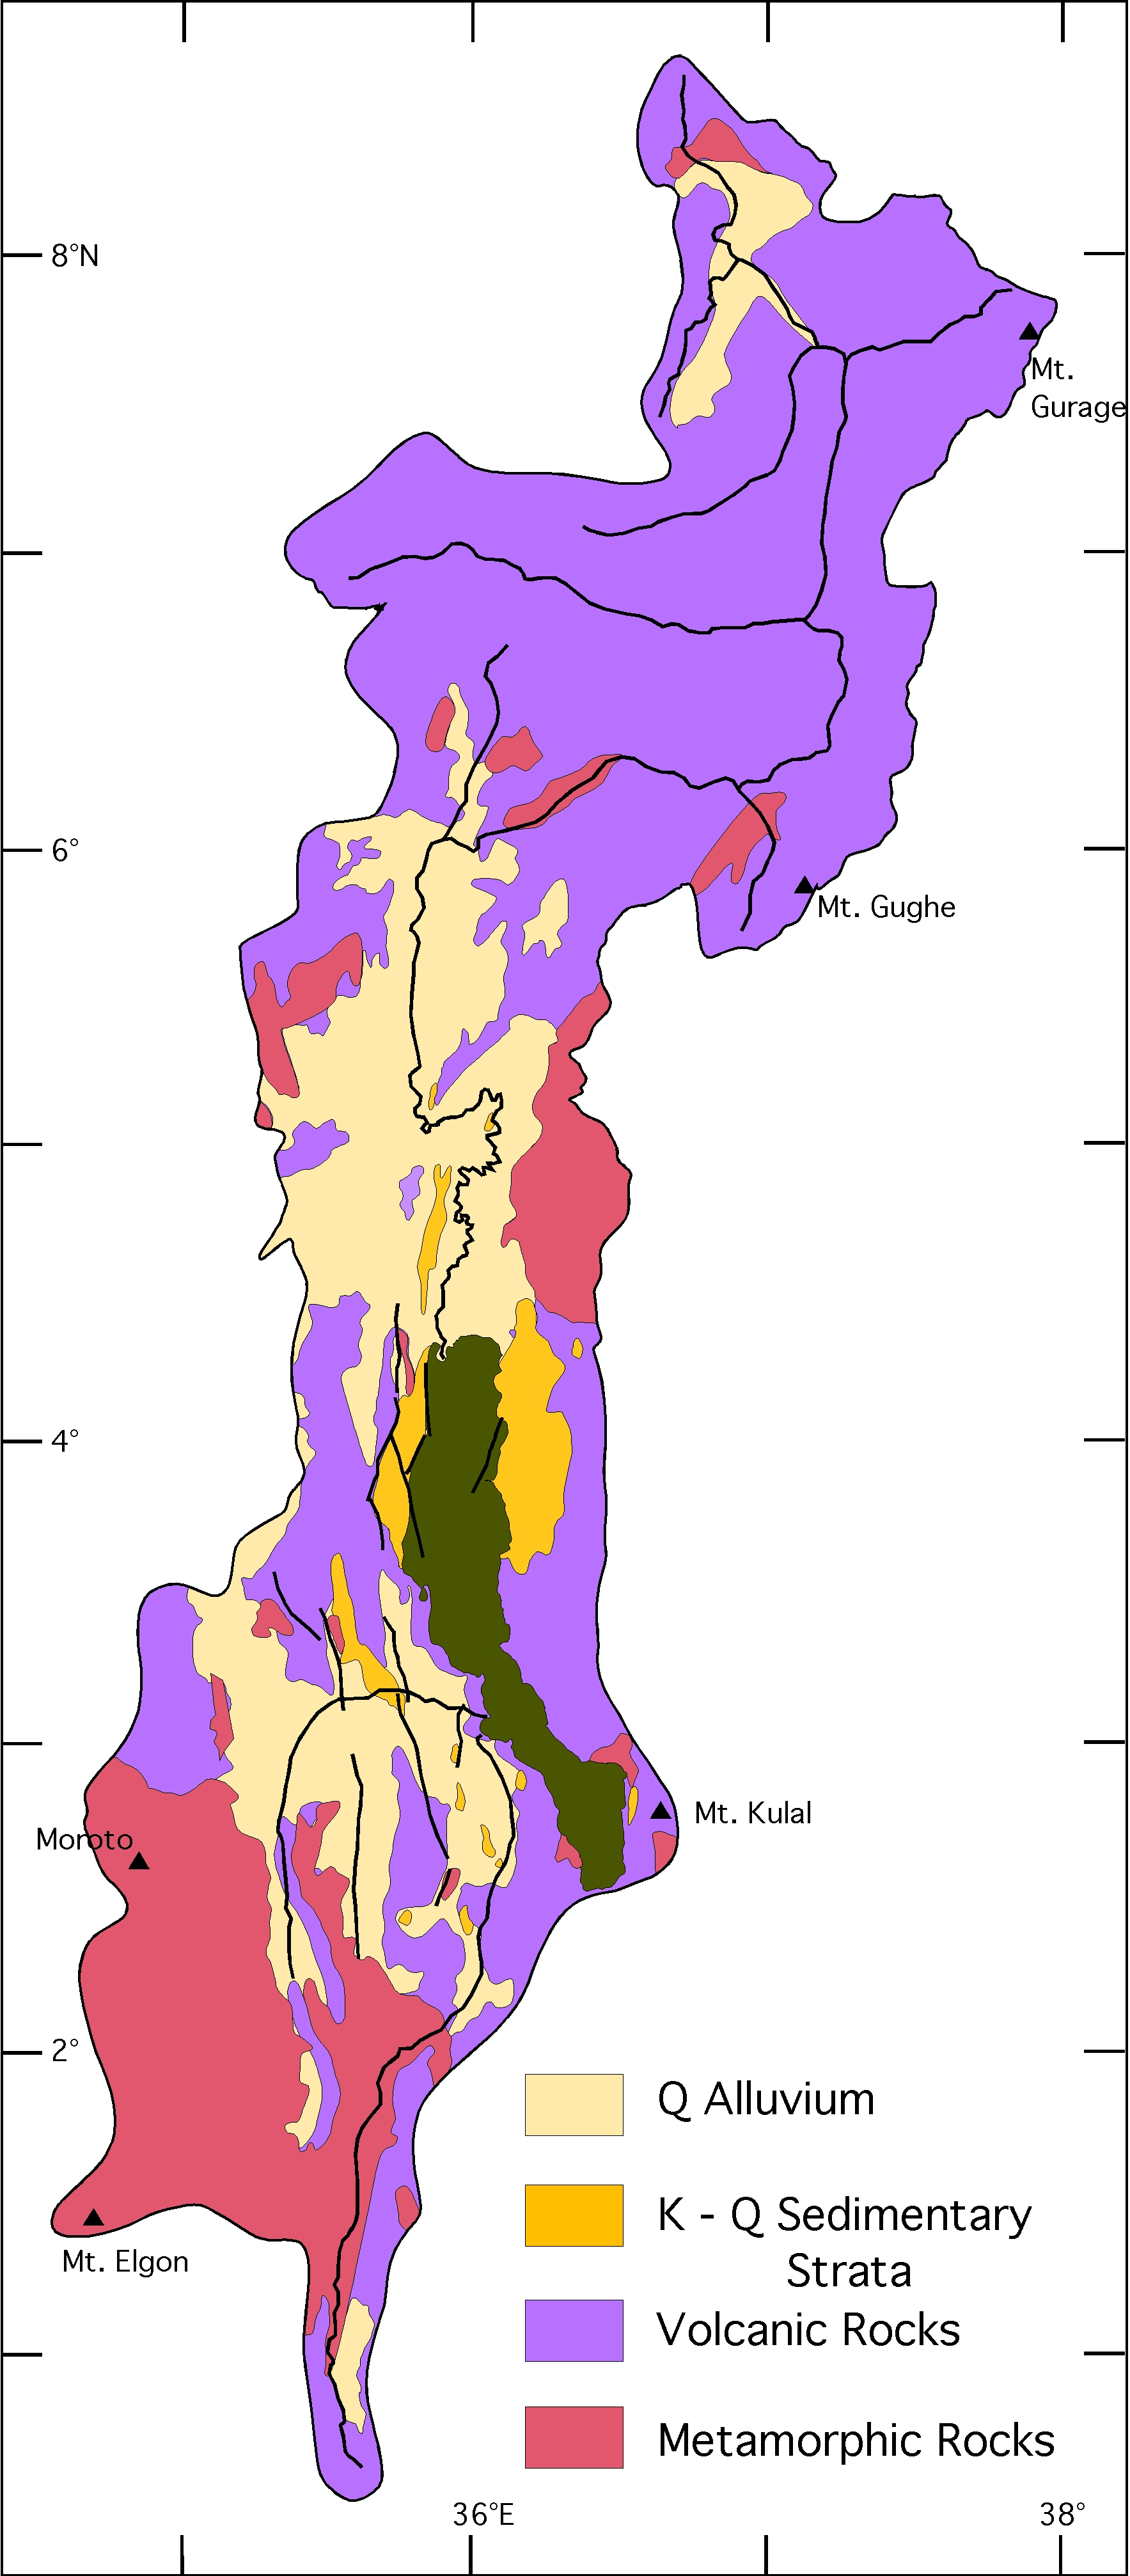 8°N
Mt.
Gurage
6°
Mt. Gughe
4°
Mt. Kulal
Moroto
2°
Q Alluvium
K - Q Sedimentary
Strata
Mt. Elgon
Volcanic Rocks
Metamorphic Rocks
36°E
38°